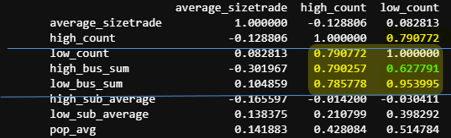 average_sizetrade high_count low_count
average_sizetrade 1.000000 -0.128806 0.082813
high_count -0.128806 1.000000 0.790772
low_count 0.082813 0.790772 1.000000
high_bus_sum -0.301967 0.790257 0.627791
low_bus_sum 0.104859 0.785778 0.953995
high_sub_average -0.165597 -0.014200 -0.030411
low_sub_average 0.138375 0.210799 0.398292
pop_avg 0.141883 0.428084 0.514784